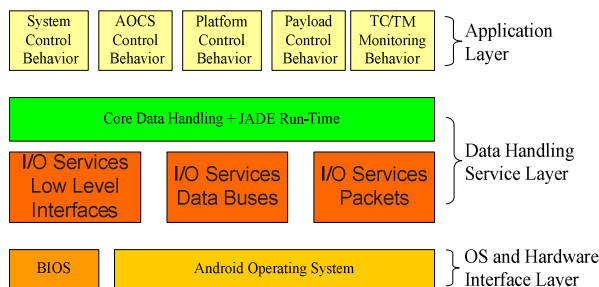 System
Control
Behavior
AOCS
Control
Behavior
Platform
Control
Behavior
Payload
Control
Behavior
TC/TM
Monitoring
Behavior
Application
Layer
Core Data Handling + JADE Run-Time
I/O Services
Low Level
Interfaces
I/O Services
Data Buses
I/O Services
Packets
Data Handling
Service Layer
BIOS
Android Operating System
OS and Hardware
Interface Layer